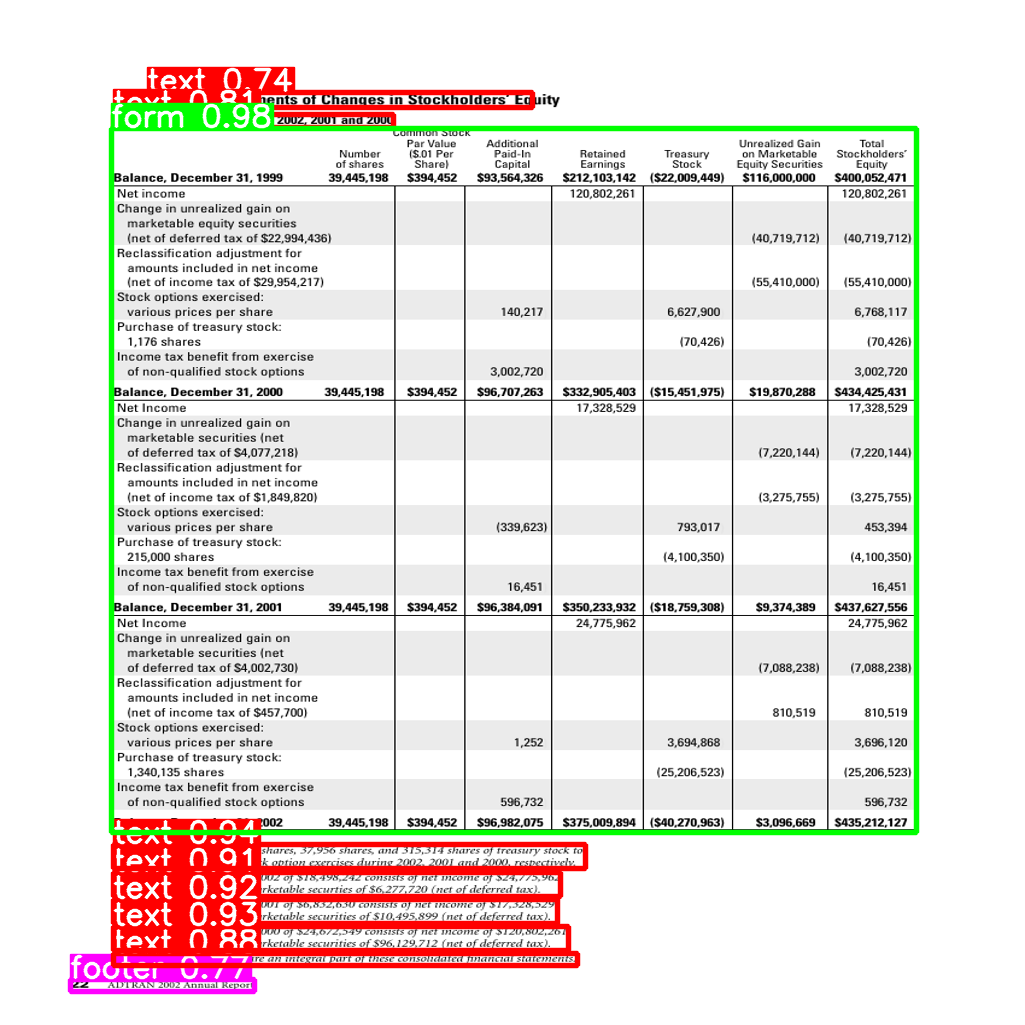 text 0.74
text 0.81
ents of Changes in Stockholders' Equity
form 0.98
2002, 2001 and 2000
Common Stock
Par Value Additional Unrealized Gain Total
Number ($.01 Per Paid-In Retained Treasury on Marketable Stockholders'
of shares Share) Capital Earnings Stock Equity Securities Equity
Balance, December 31, 1999 39,445,198 $394,452 $93,564,326 $212,103,142 ($22,009,449) $116,000,000 $400,052,471
Net income 120,802,261 120,802,261
Change in unrealized gain on
marketable equity securities
(net of deferred tax of $22,994,436) (40,719,712) (40,719,712)
Reclassification adjustment for
amounts included in net income
(net of income tax of $29,954,217) (55,410,000) (55,410,000)
Stock options exercised:
various prices per share 140,217 6,627,900 6,768,117
Purchase of treasury stock:
1,176 shares (70,426) (70,426)
Income tax benefit from exercise
of non-qualified stock options 3,002,720 3,002,720
Balance, December 31, 2000 39,445,198 $394,452 $96,707,263 $332,905,403 ($15,451,975) $19,870,288 $434,425,431
Net Income 17,328,529 17,328,529
Change in unrealized gain on
marketable securities (net
of deferred tax of $4,077,218) (7,220,144) (7,220,144)
Reclassification adjustment for
amounts included in net income
(net of income tax of $1,849,820) (3,275,755) (3,275,755)
Stock options exercised:
various prices per share (339,623) 793,017 453,394
Purchase of treasury stock:
215,000 shares (4,100,350) (4,100,350)
Income tax benefit from exercise
of non-qualified stock options 16,451 16,451
Balance, December 31, 2001 39,445,198 $394,452 $96,384,091 $350,233,932 ($18,759,308) $9,374,389 $437,627,556
Net Income 24,775,962 24,775,962
Change in unrealized gain on
marketable securities (net
of deferred tax of $4,002,730) (7,088,238) (7,088,238)
Reclassification adjustment for
amounts included in net income
(net of income tax of $457,700) 810,519 810,519
Stock options exercised:
various prices per share 1,252 3,694,868 3,696,120
Purchase of treasury stock:
1,340,135 shares (25,206,523) (25,206,523)
Income tax benefit from exercise
of non-qualified stock options 596,732 596,732
2002 39,445,198 $394,452 $96,982,075 $375,009,894 ($40,270,963) $3,096,669 $435,212,127
text 0.94
shares, 37,956 shares, and 315,314 shares of treasury stock to
text 0.91
option exercises during 2002, 2001 and 2000, respectively.
text 0.92
002 of $18,498,242 consists of net income of $24,775,962
rketable securties of $6,277,720 (net of deferred tax).
text 0.93
001 of $6,832,630 consists of net income of $17,328,529
rketable securities of $10,495,899 (net of deferred tax).
text 0.88
000 of $24,672,549 consists of net income of $120,802,261
rketable securities of $96,129,712 (net of deferred tax).
re an integral part of these consolidated financial statements.
footer 0.77
22 ADTRAN 2002 Annual Report